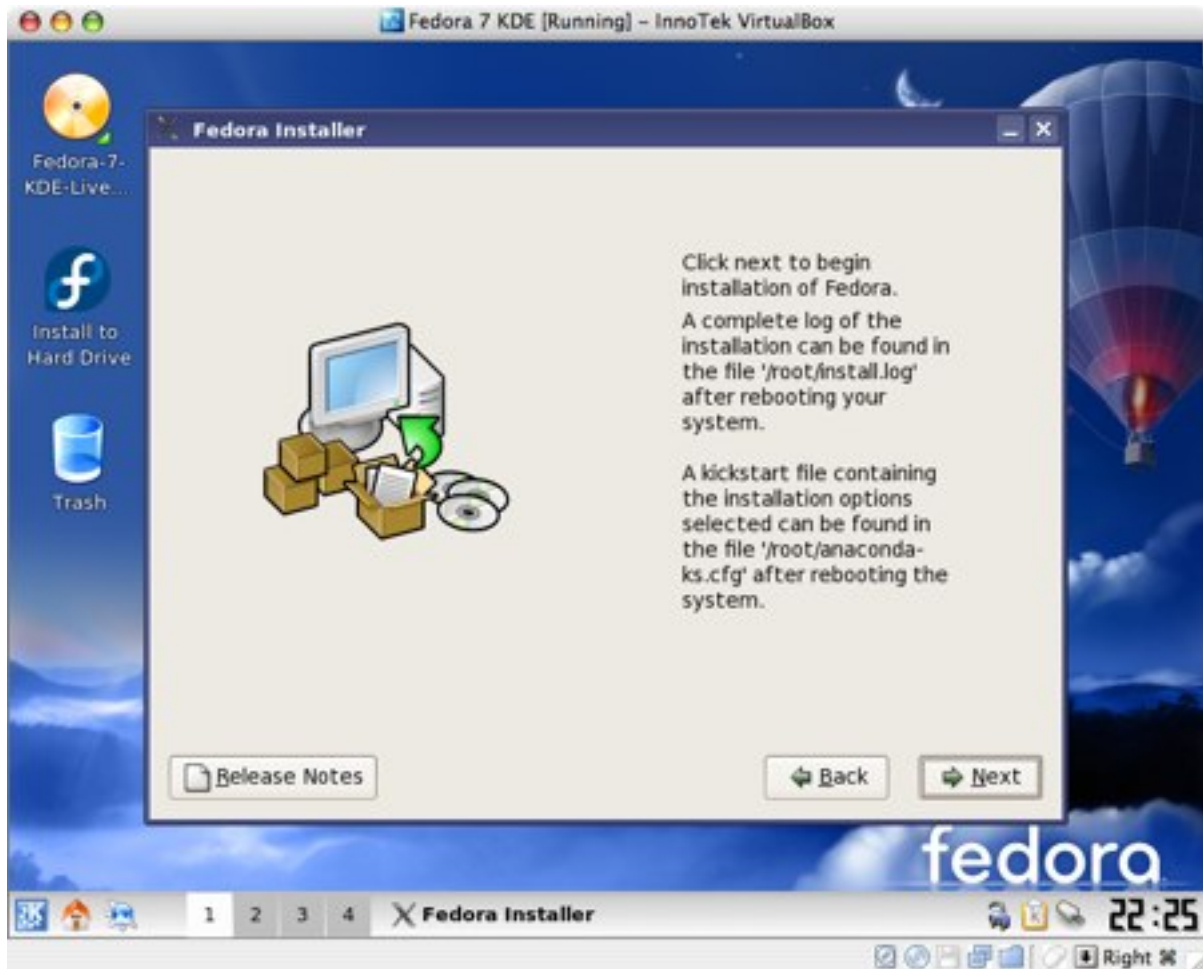 Fedora 7 KDE [Running] – InnoTek VirtualBox
Fedora-7-
KDE-Live....
Install to
Hard Drive
Trash
Fedora Installer
Click next to begin
installation of Fedora.
A complete log of the
installation can be found in
the file '/root/install.log'
after rebooting your
system.
A kickstart file containing
the installation options
selected can be found in
the file '/root/anaconda-
ks.cfg' after rebooting the
system.
Release Notes
Back
Next
fedora
1 2 3 4 Fedora Installer
22:25
Right ⌘